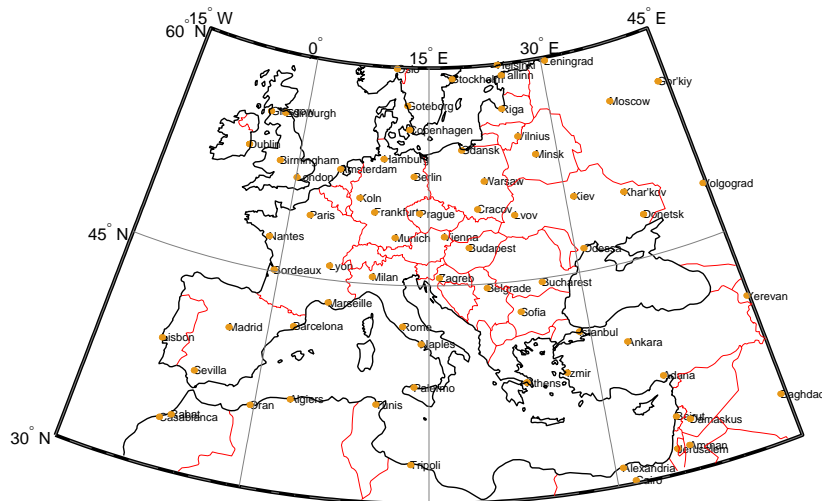 15° W
60° N
0°
15° E
30° E
45° E
Oslo
Stockholm
Helsinki
Tallinn
Leningrad
Gor'kiy
Moscow
Glasgow
Edinburgh
Goteborg
Riga
Copenhagen
Vilnius
Dublin
Minsk
Birmingham
Amsterdam
Hamburg
Gdansk
London
Berlin
Warsaw
Volgograd
Koln
Kiev
Khar'kov
Paris
Frankfurt
Prague
Cracov
Lvov
Donetsk
45° N
Nantes
Munich
Vienna
Budapest
Odessa
Bordeaux
Lyon
Milan
Zagreb
Belgrade
Bucharest
Yerevan
Marseille
Sofia
Lisbon
Madrid
Barcelona
Rome
Istanbul
Naples
Ankara
Sevilla
Izmir
Adana
Palermo
Athens
Baghdad
Casablanca
Rabat
Oran
Algiers
Tunis
Beirut
Damaskus
30° N
Amman
Jerusalem
Tripoli
Alexandria
Cairo